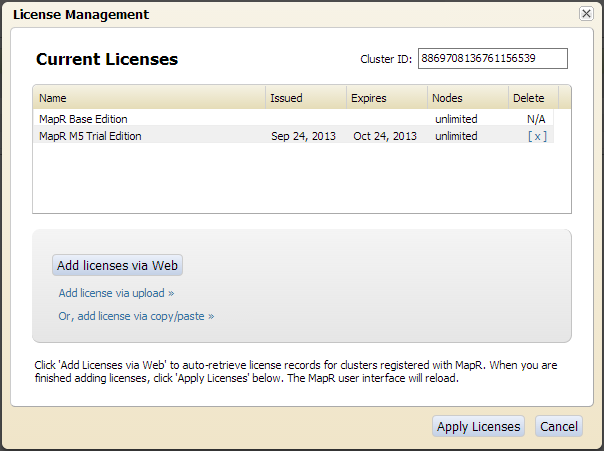 License Management
Current Licenses
Cluster ID: 8869708136761156539
Name Issued Expires Nodes Delete
MapR Base Edition unlimited N/A
MapR M5 Trial Edition Sep 24, 2013 Oct 24, 2013 unlimited [ x ]
Add licenses via Web
Add license via upload »
Or, add license via copy/paste »
Click 'Add Licenses via Web' to auto-retrieve license records for clusters registered with MapR. When you are
finished adding licenses, click 'Apply Licenses' below. The MapR user interface will reload.
Apply Licenses Cancel